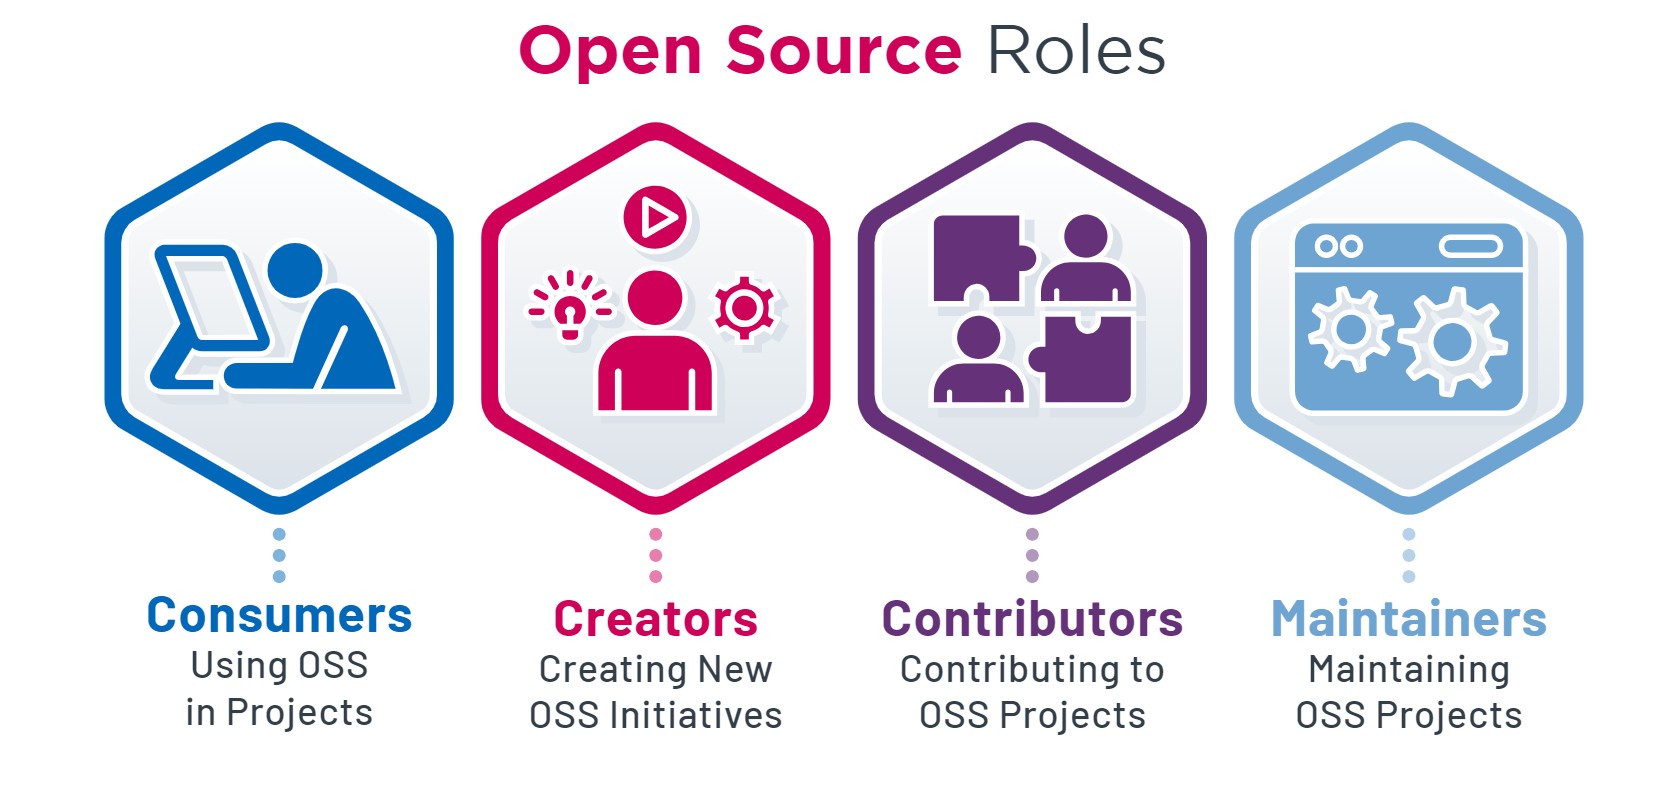 Open Source Roles
Consumers
Using OSS
in Projects
Creators
Creating New
OSS Initiatives
Contributors
Contributing to
OSS Projects
Maintainers
Maintaining
OSS Projects